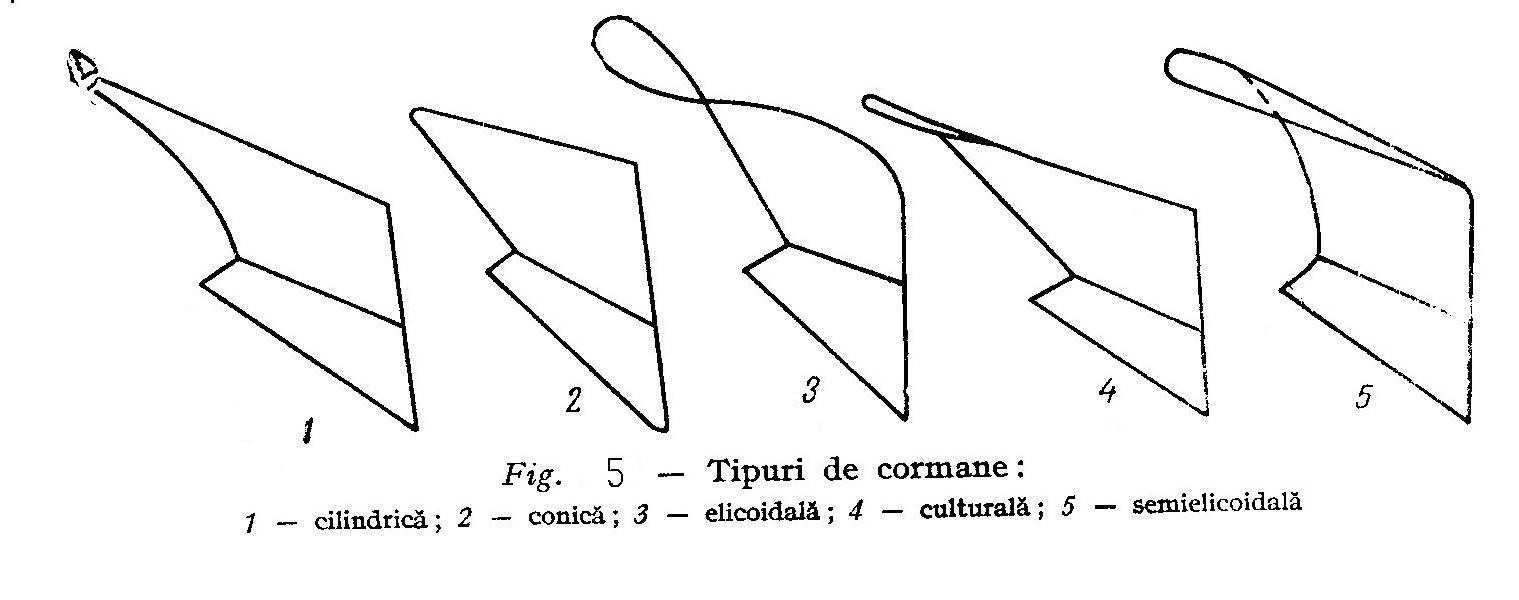 1 2 3 4 5
Fig. 5 — Tipuri de cormane:
1 — cilindrică; 2 — conică; 3 — elicoidală; 4 — culturală; 5 — semielicoidală